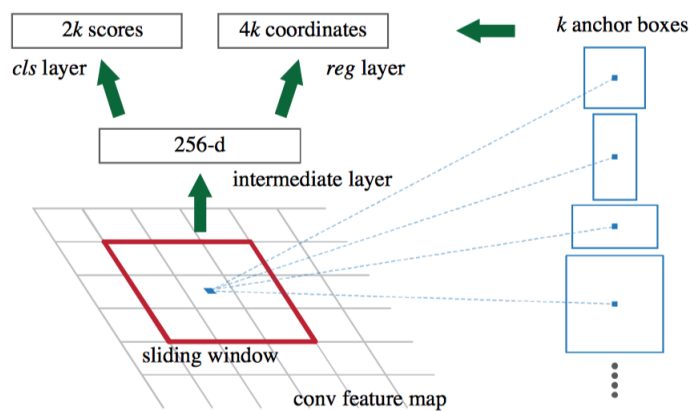 2k scores
4k coordinates
k anchor boxes
cls layer
reg layer
256-d
intermediate layer
sliding window
conv feature map